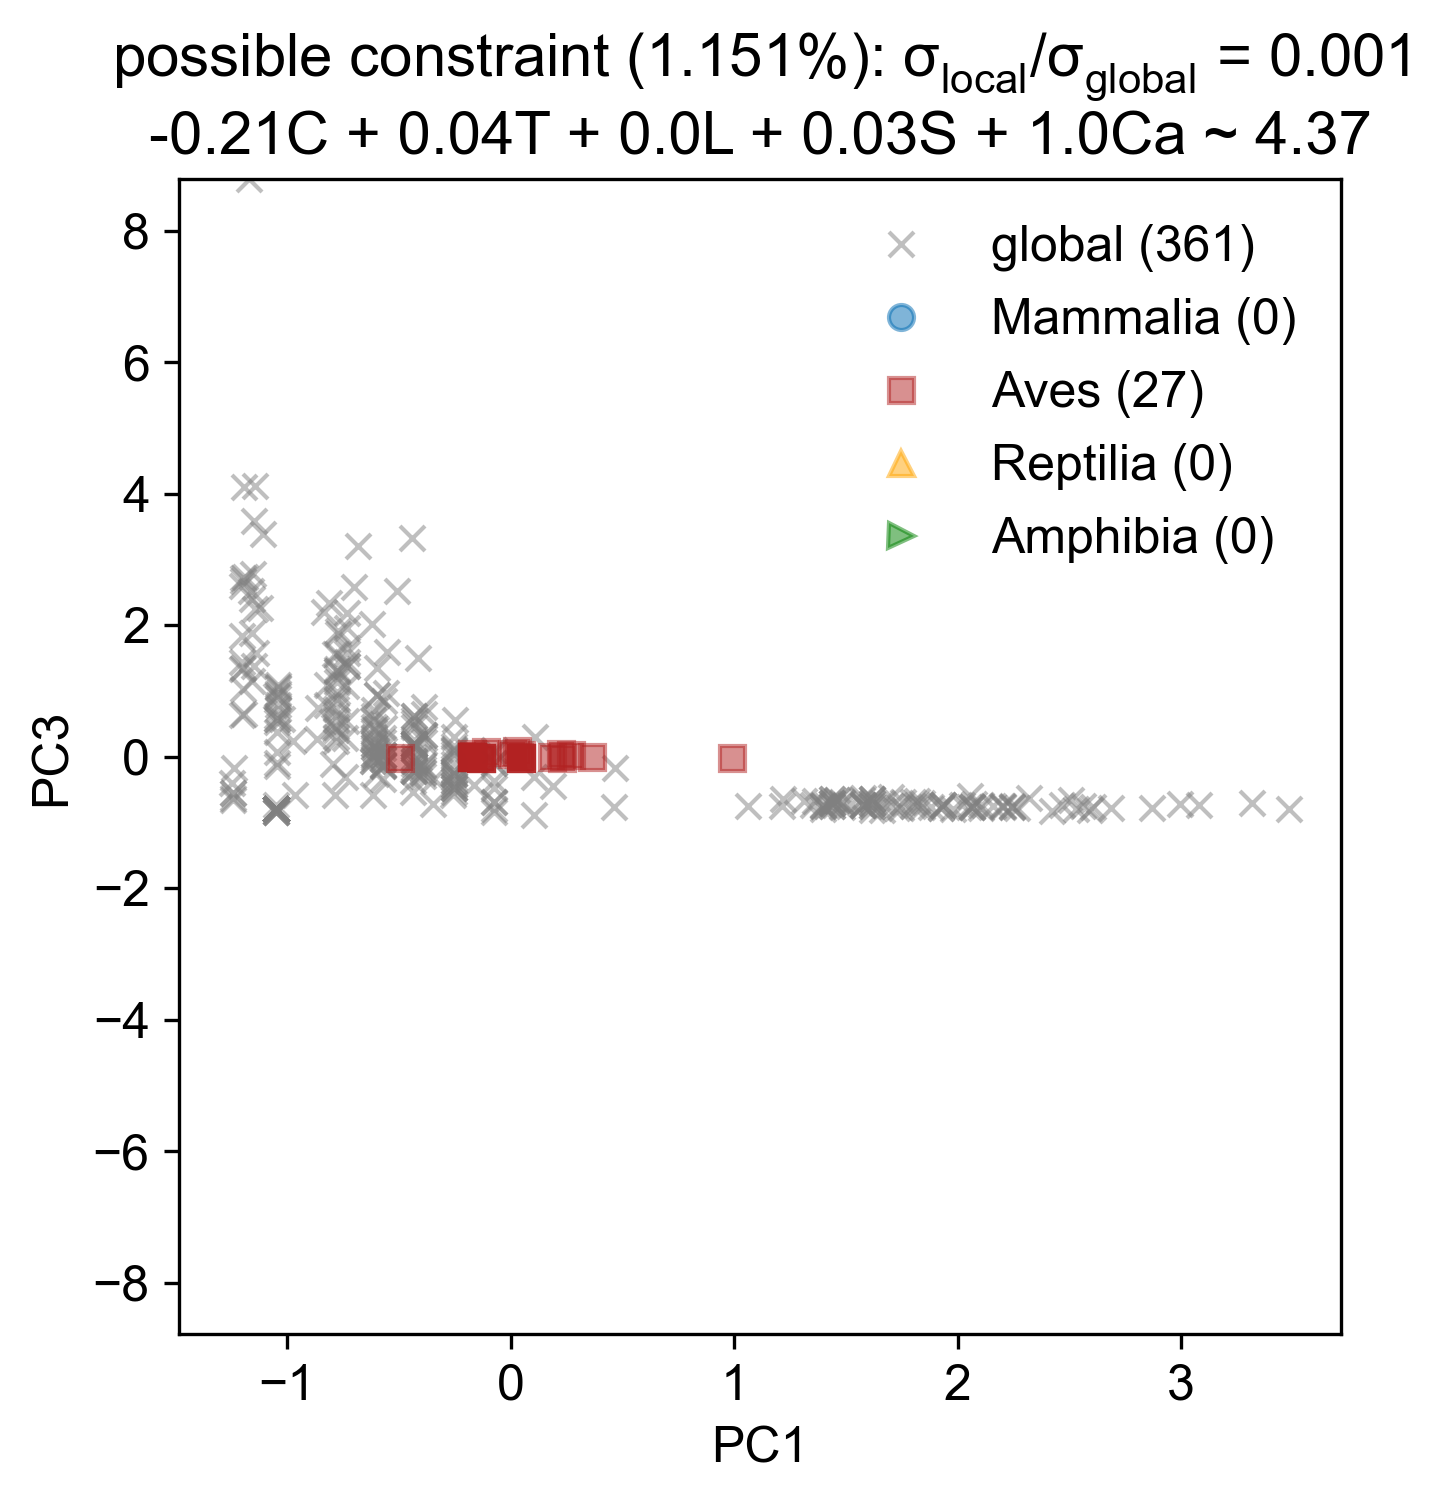 possible constraint (1.151%): σlocal/σglobal = 0.001
-0.21C + 0.04T + 0.0L + 0.03S + 1.0Ca ~ 4.37
global (361)
Mammalia (0)
Aves (27)
Reptilia (0)
Amphibia (0)
8
6
4
2
0
−2
−4
−6
−8
PC3
−1
0
1
2
3
PC1